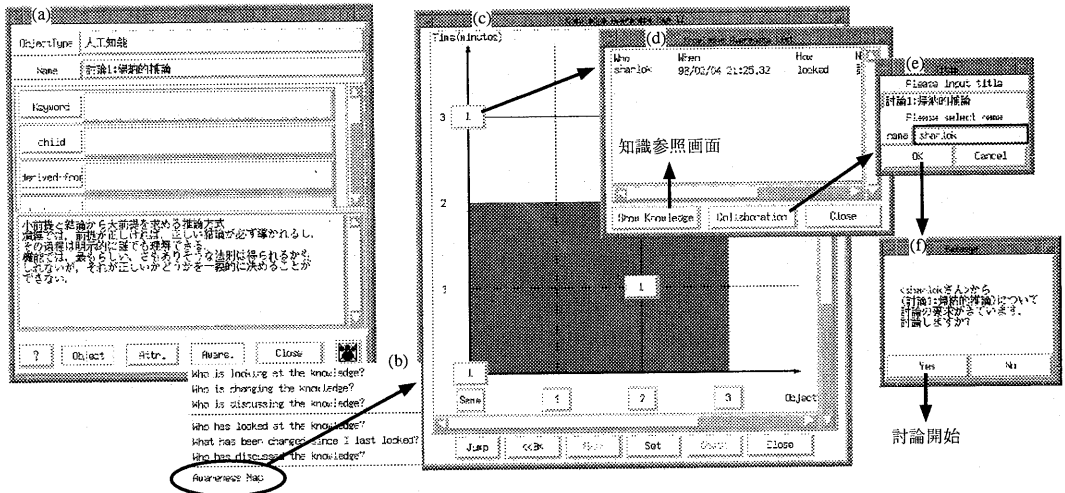 (a)
ObjectType 人工知能
Name 討論1:帰納的推論
Keyword
child
derived-from
小前提と結論から大前提を求める推論方式
演繹では、前提が正しければ、正しい結論が必ず導かれるし、
その過程は明示的に誰でも理解できる。
機能では、最もらしい、さもありそうな法則は得られるかも
しれないが、それが正しいかどうかを一義的に決めることが
できない.
? Object Attr. Aware. Close
(b)
Who is looking at the knowledge?
Who is changing the knowledge?
Who is discussing the knowledge?
Who has looked at the knowledge?
What has been changed since I last looked?
Who has discussed the knowledge?
Awareness Map
(c)
Time(minutes)
3
1
2
1
1
1
Same 1 2 3 Object
Jump <<BK Set Close
(d)
Who When How
sharlok 98/02/04 21:25,32 looked
知識参照画面
Show Knowledge Collaboration Close
(e)
Please input title
討論1:帰納的推論
Please select name
name sharlok
OK Cancel
(f)
Message
<sharlokさん>から
(討論1:帰納的推論)について
討論の要求がきています.
討論しますか?
Yes No
討論開始